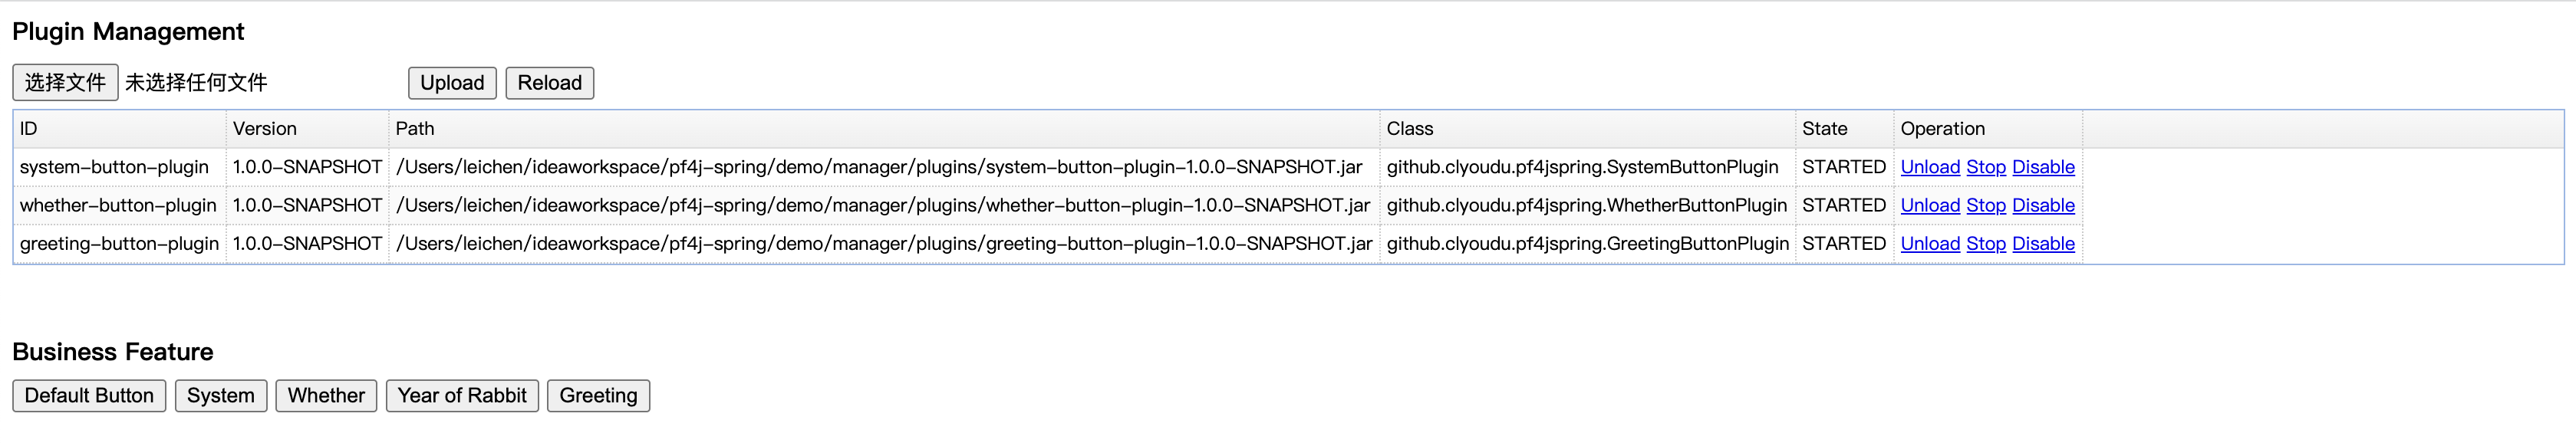 Plugin Management
选择文件 未选择任何文件 Upload Reload
ID Version Path Class State Operation
system-button-plugin 1.0.0-SNAPSHOT /Users/leichen/ideaworkspace/pf4j-spring/demo/manager/plugins/system-button-plugin-1.0.0-SNAPSHOT.jar github.clyoudu.pf4jspring.SystemButtonPlugin STARTED Unload Stop Disable
whether-button-plugin 1.0.0-SNAPSHOT /Users/leichen/ideaworkspace/pf4j-spring/demo/manager/plugins/whether-button-plugin-1.0.0-SNAPSHOT.jar github.clyoudu.pf4jspring.WhetherButtonPlugin STARTED Unload Stop Disable
greeting-button-plugin 1.0.0-SNAPSHOT /Users/leichen/ideaworkspace/pf4j-spring/demo/manager/plugins/greeting-button-plugin-1.0.0-SNAPSHOT.jar github.clyoudu.pf4jspring.GreetingButtonPlugin STARTED Unload Stop Disable
Business Feature
Default Button System Whether Year of Rabbit Greeting